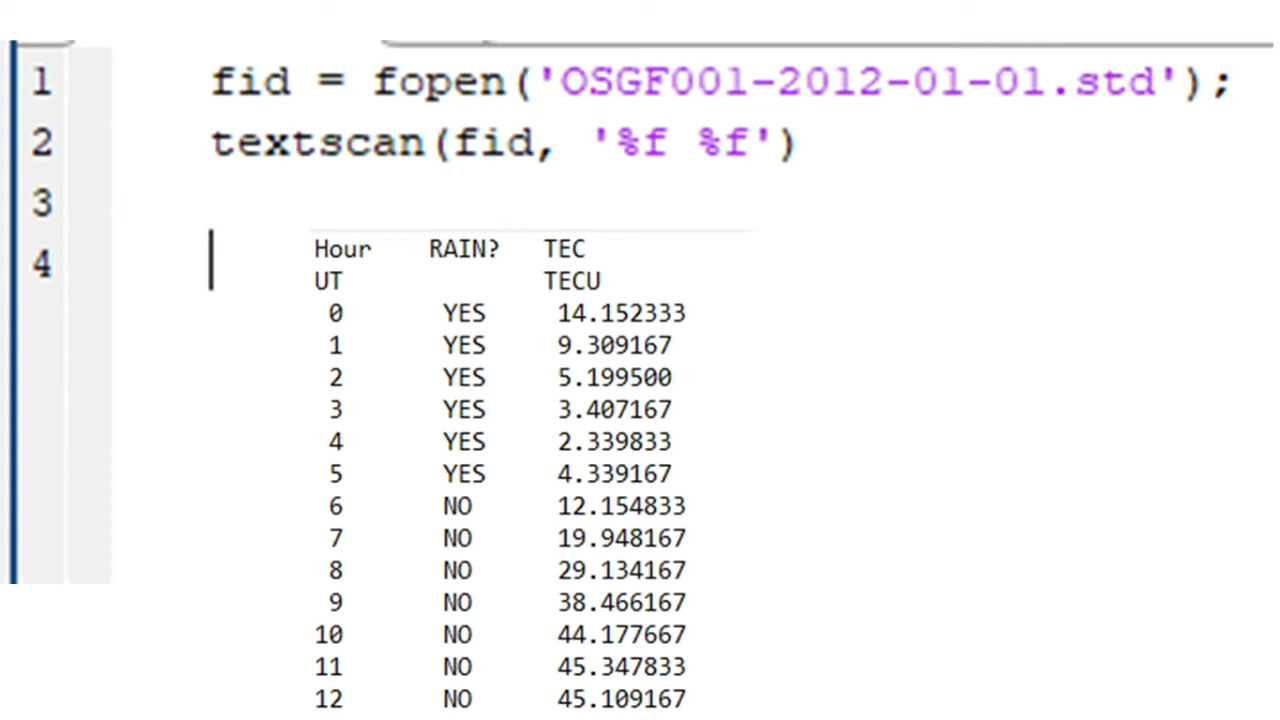 1 fid = fopen('OSGF001-2012-01-01.std');
2 textscan(fid, '%f %f')
3
4
Hour RAIN? TEC
UT TECU
0 YES 14.152333
1 YES 9.309167
2 YES 5.199500
3 YES 3.407167
4 YES 2.339833
5 YES 4.339167
6 NO 12.154833
7 NO 19.948167
8 NO 29.134167
9 NO 38.466167
10 NO 44.177667
11 NO 45.347833
12 NO 45.109167